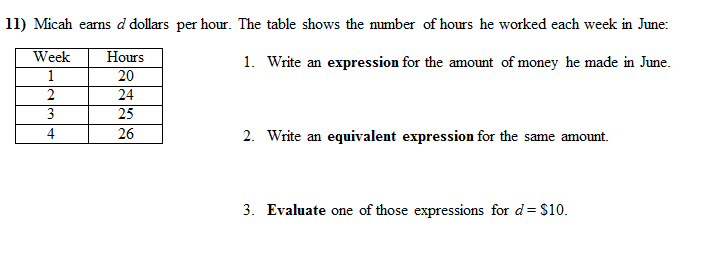 11) Micah earns d dollars per hour. The table shows the number of hours he worked each week in June:
Week Hours
1 20
2 24
3 25
4 26
1. Write an expression for the amount of money he made in June.
2. Write an equivalent expression for the same amount.
3. Evaluate one of those expressions for d = $10.